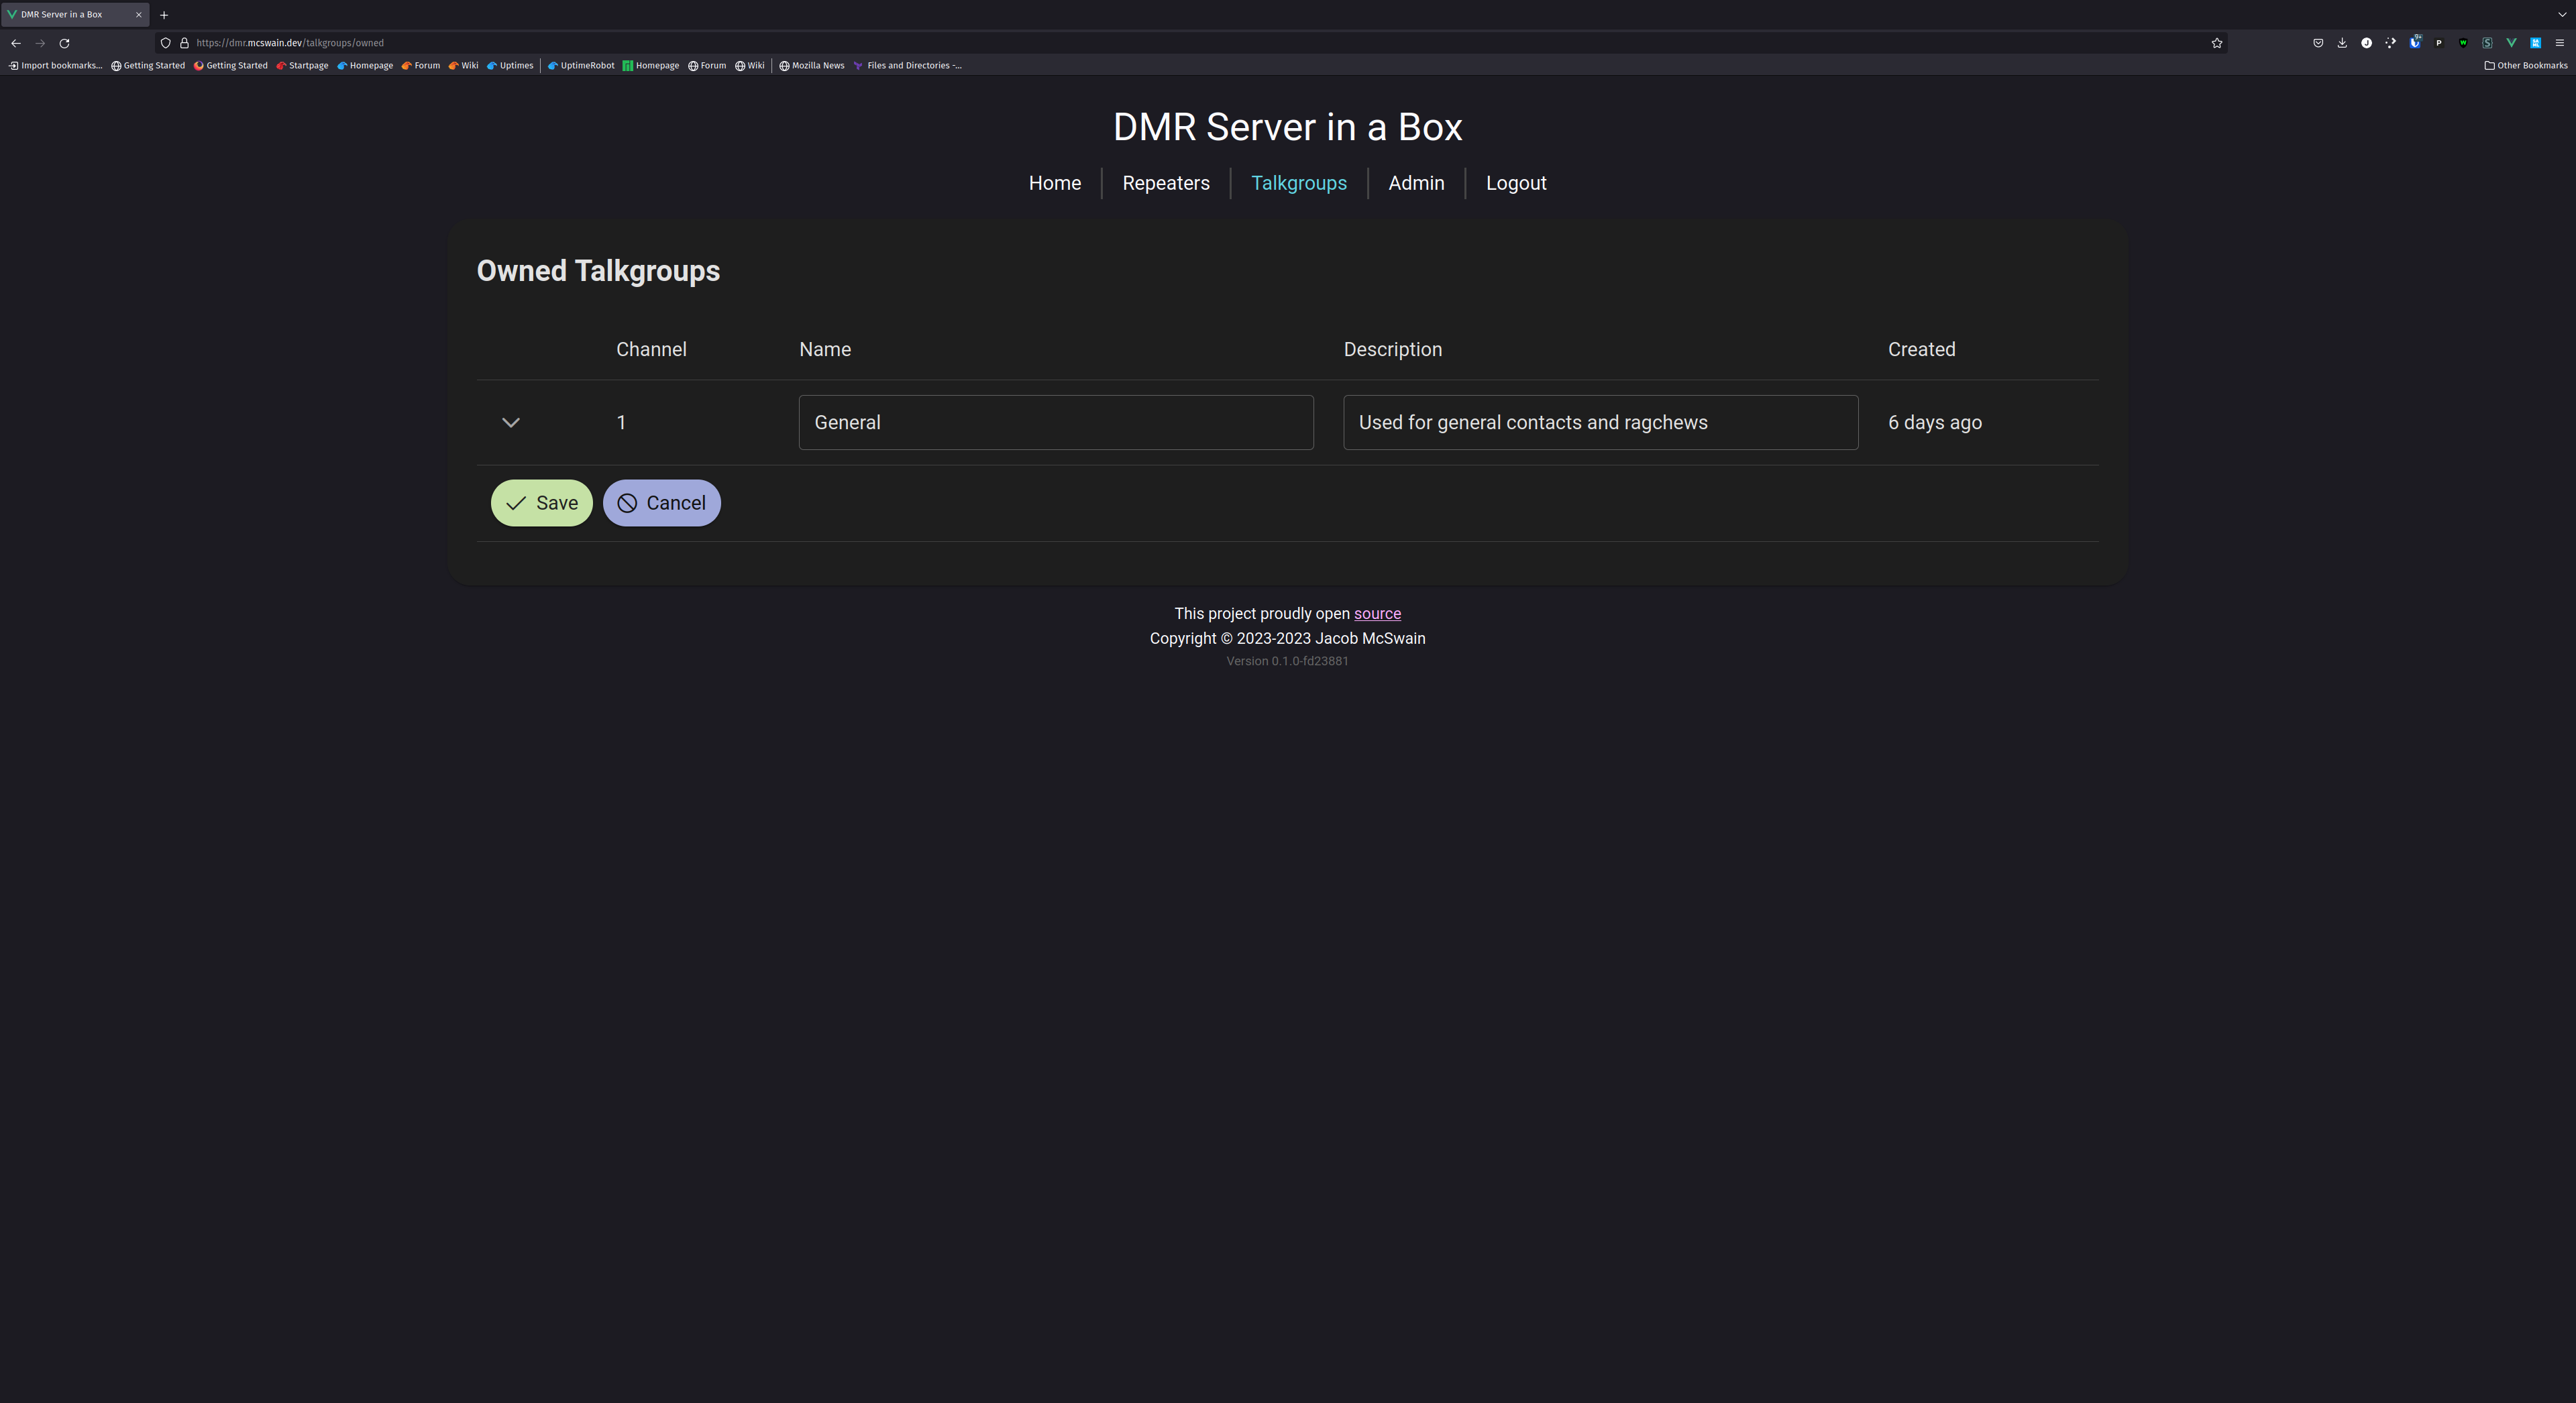 DMR Server in a Box
https://dmr.mcswain.dev/talkgroups/owned
Import bookmarks... Getting Started Getting Started Startpage Homepage Forum Wiki Uptimes UptimeRobot Homepage Forum Wiki Mozilla News Files and Directories -... Other Bookmarks
DMR Server in a Box
Home Repeaters Talkgroups Admin Logout
Owned Talkgroups
Channel Name Description Created
1 General Used for general contacts and ragchews 6 days ago
Save Cancel
This project proudly open source
Copyright © 2023-2023 Jacob McSwain
Version 0.1.0-fd23881